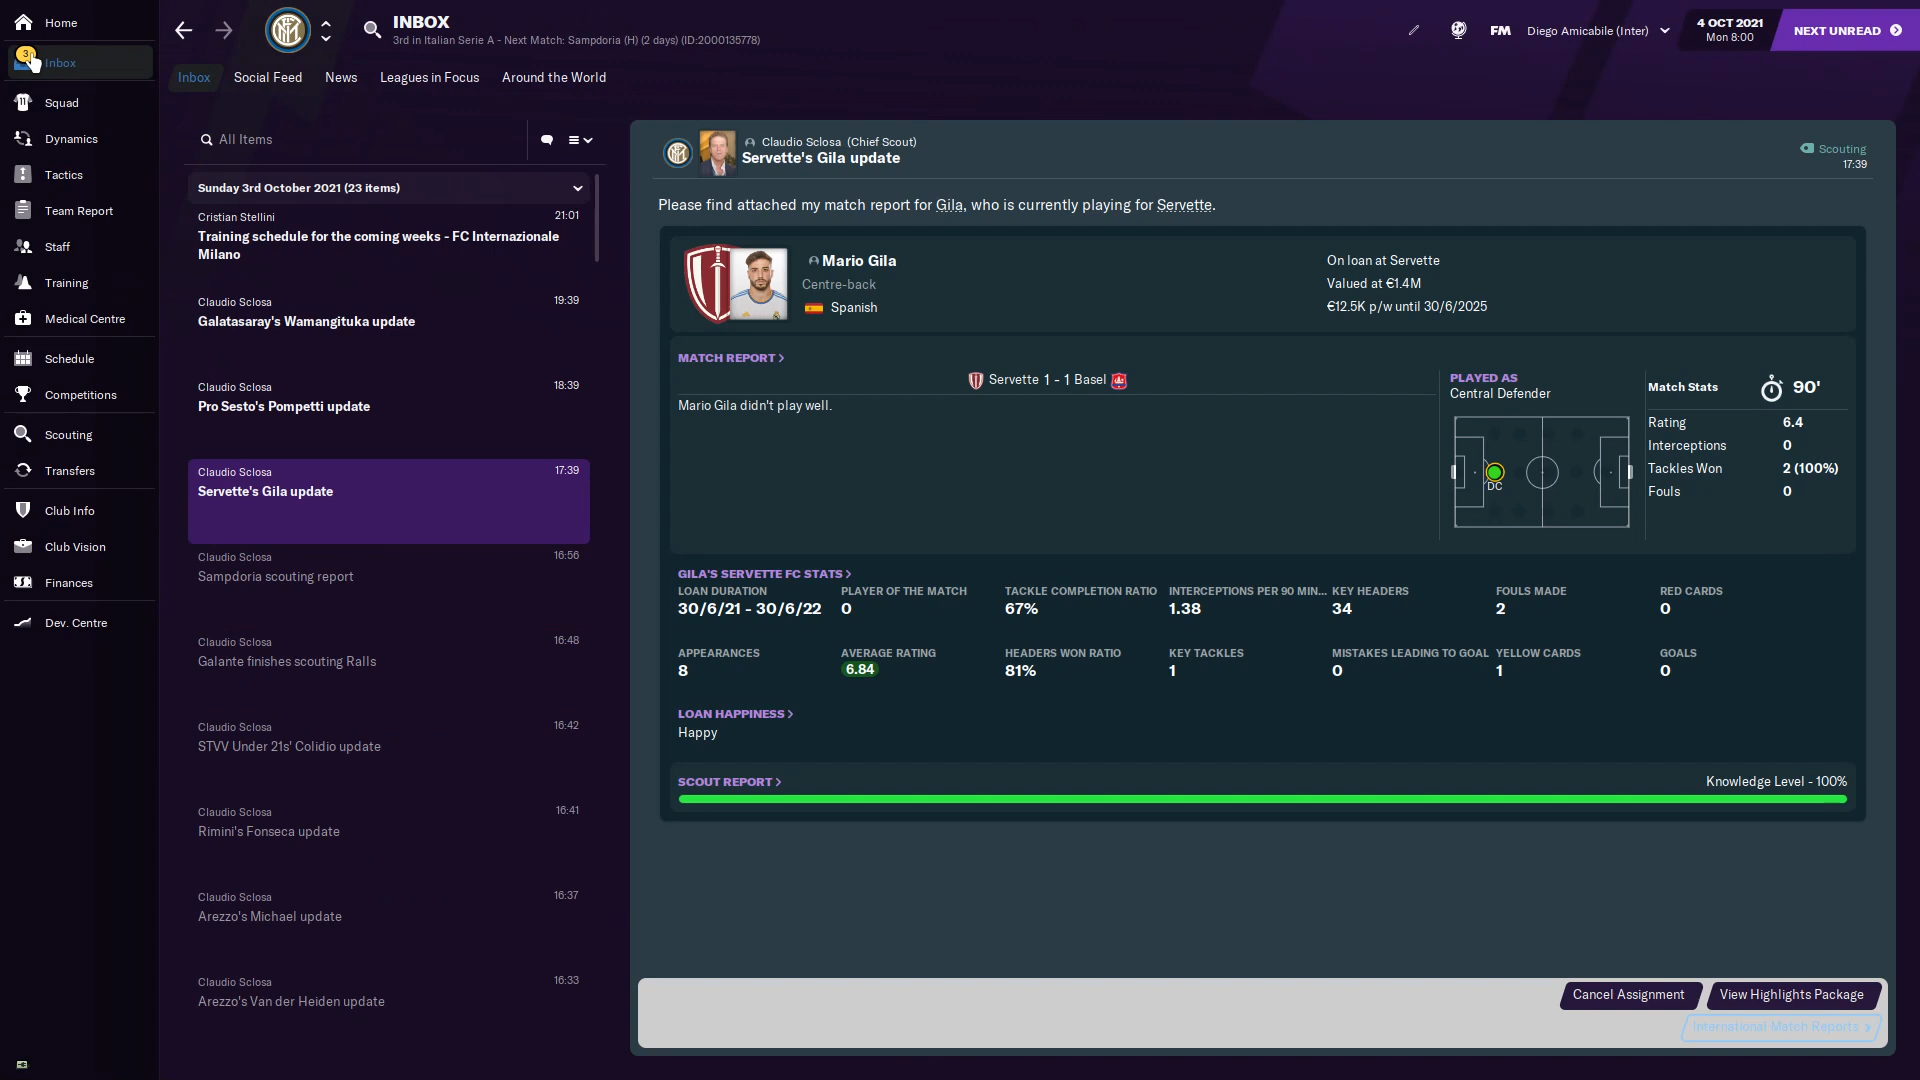 Home
3
Inbox
Squad
Dynamics
Tactics
Team Report
Staff
Training
Medical Centre
Schedule
Competitions
Scouting
Transfers
Club Info
Club Vision
Finances
Dev. Centre
INBOX
3rd in Italian Serie A - Next Match: Sampdoria (H) (2 days) (ID:2000135778)
FM
Diego Amicabile (Inter)
4 OCT 2021
Mon 8:00
NEXT UNREAD
Inbox
Social Feed
News
Leagues in Focus
Around the World
All Items
Sunday 3rd October 2021 (23 items)
Cristian Stellini 21:01
Training schedule for the coming weeks - FC Internazionale
Milano
Claudio Sclosa 19:39
Galatasaray's Wamangituka update
Claudio Sclosa 18:39
Pro Sesto's Pompetti update
Claudio Sclosa 17:39
Servette's Gila update
Claudio Sclosa 16:56
Sampdoria scouting report
Claudio Sclosa 16:48
Galante finishes scouting Ralls
Claudio Sclosa 16:42
STVV Under 21s' Colidio update
Claudio Sclosa 16:41
Rimini's Fonseca update
Claudio Sclosa 16:37
Arezzo's Michael update
Claudio Sclosa 16:33
Arezzo's Van der Heiden update
Claudio Sclosa (Chief Scout)
Servette's Gila update
Scouting
17:39
Please find attached my match report for Gila, who is currently playing for Servette.
Mario Gila
Centre-back
Spanish
On loan at Servette
Valued at €1.4M
€12.5K p/w until 30/6/2025
MATCH REPORT
Servette 1 - 1 Basel
Mario Gila didn't play well.
PLAYED AS
Central Defender
DC
Match Stats 90'
Rating 6.4
Interceptions 0
Tackles Won 2 (100%)
Fouls 0
GILA'S SERVETTE FC STATS
LOAN DURATION PLAYER OF THE MATCH TACKLE COMPLETION RATIO INTERCEPTIONS PER 90 MIN... KEY HEADERS FOULS MADE RED CARDS
30/6/21 - 30/6/22 0 67% 1.38 34 2 0
APPEARANCES AVERAGE RATING HEADERS WON RATIO KEY TACKLES MISTAKES LEADING TO GOAL YELLOW CARDS GOALS
8 6.84 81% 1 0 1 0
LOAN HAPPINESS
Happy
SCOUT REPORT
Knowledge Level - 100%
Cancel Assignment
View Highlights Package
International Match Reports